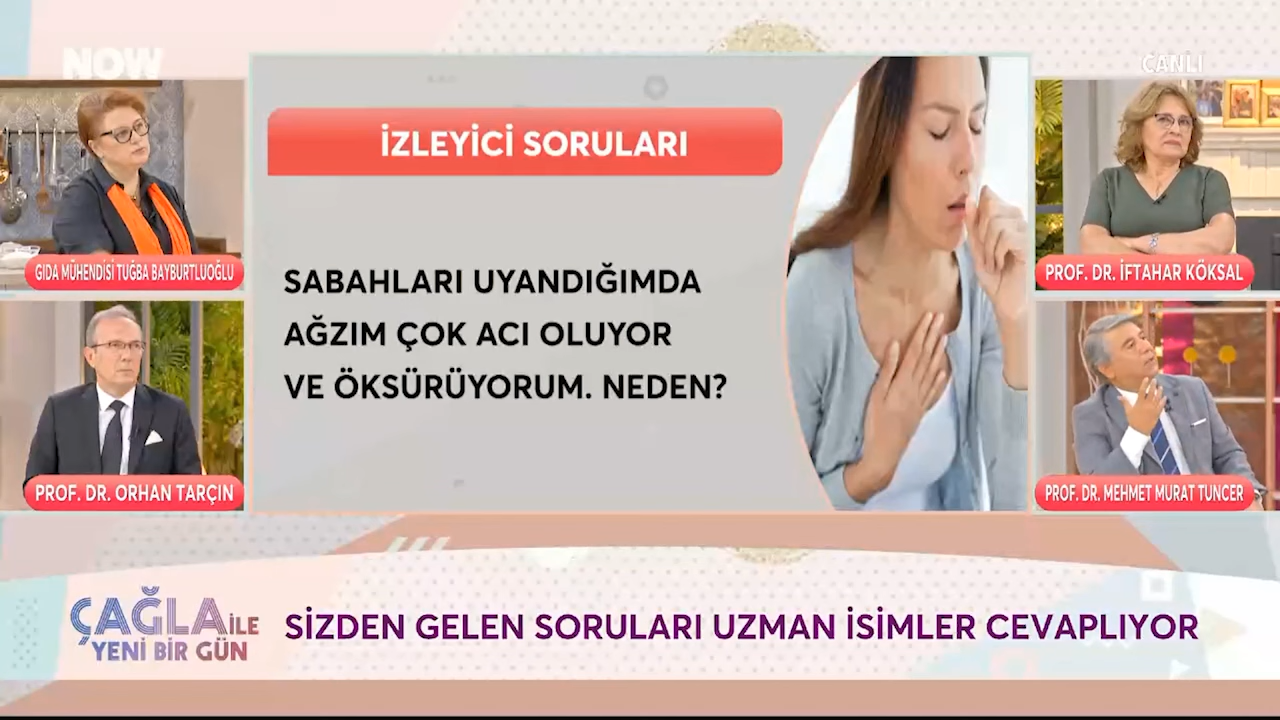 NOW
CANLI
İZLEYİCİ SORULARI
SABAHLARI UYANDIĞIMDA
AĞZIM ÇOK ACI OLUYOR
VE ÖKSÜRÜYORUM. NEDEN?
GIDA MÜHENDİSİ TUĞBA BAYBURTLUOĞLU
PROF. DR. İFTAHAR KÖKSAL
PROF. DR. ORHAN TARÇIN
PROF. DR. MEHMET MURAT TUNCER
ÇAĞLA İLE
YENİ BİR GÜN
SİZDEN GELEN SORULARI UZMAN İSİMLER CEVAPLIYOR